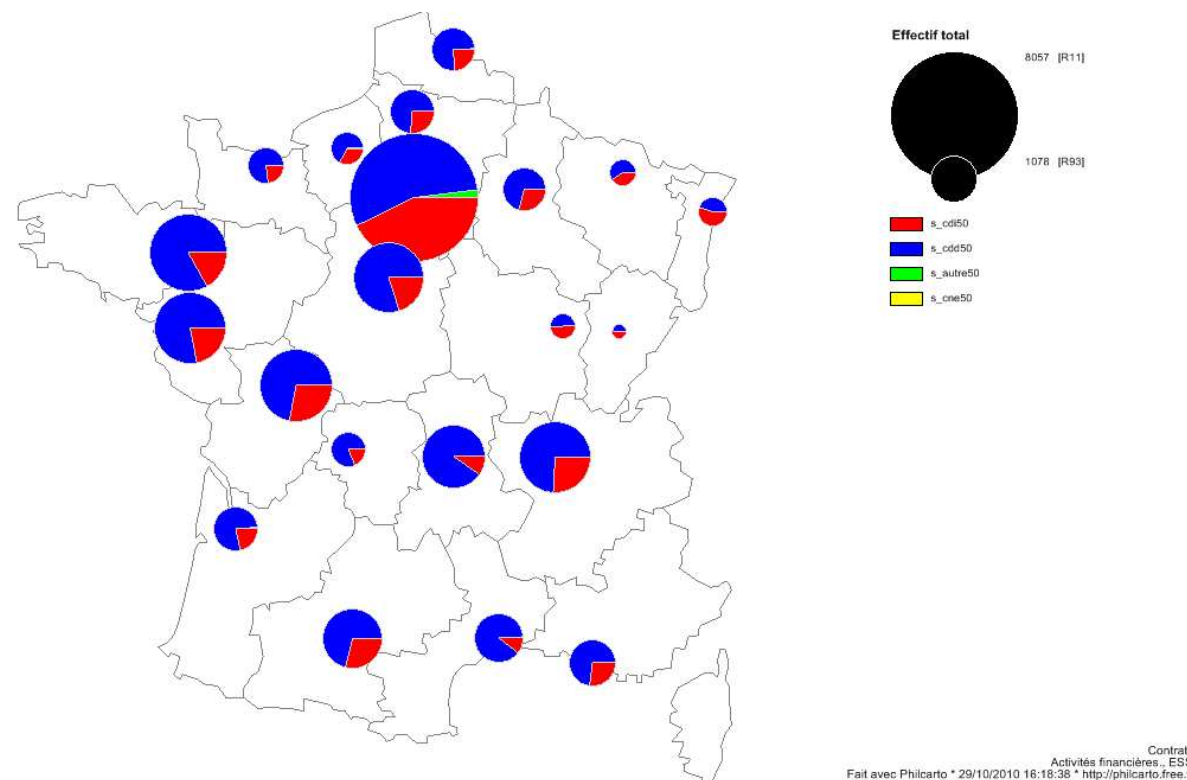 Effectif total
8057 [R11]
1078 [R93]
s_cdi50
s_cdd50
s_autre50
s_cne50
Contrat
Activités financières., ESS
Fait avec Philcarto * 29/10/2010 16:18:38 * http://philcarto.free.